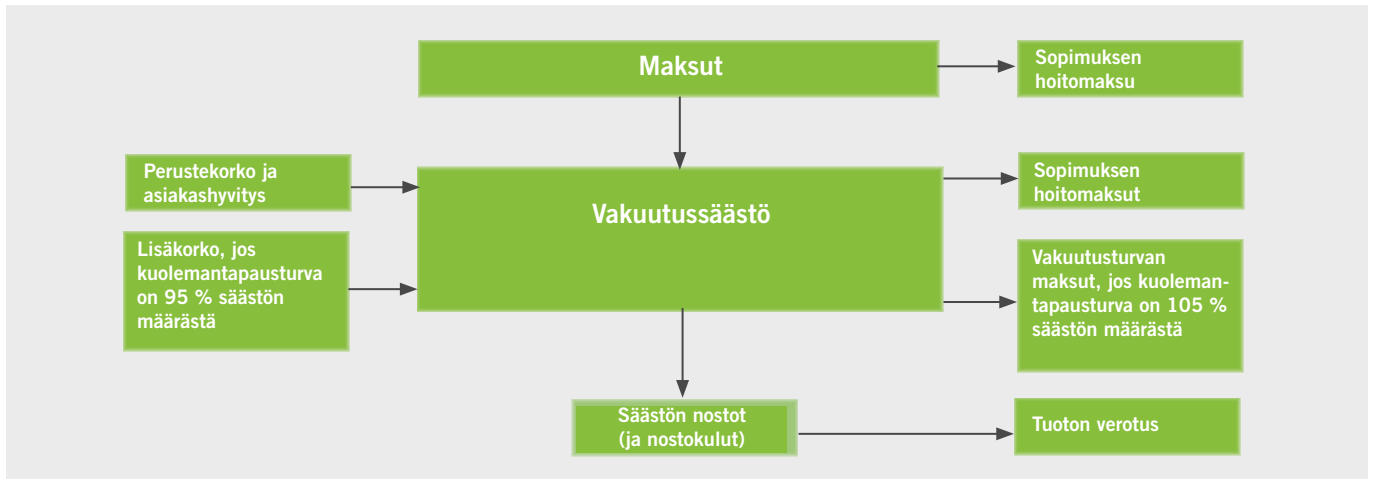 Maksut
Sopimuksen
hoitomaksu
Perustekorko ja
asiakashyvitys
Vakuutussäästö
Sopimuksen
hoitomaksut
Lisäkorko, jos
kuolemantapausturva
on 95 % säästön
määrästä
Vakuutusturvan
maksut, jos kuoleman-
tapausturva on 105 %
säästön määrästä
Säästön nostot
(ja nostokulut)
Tuoton verotus